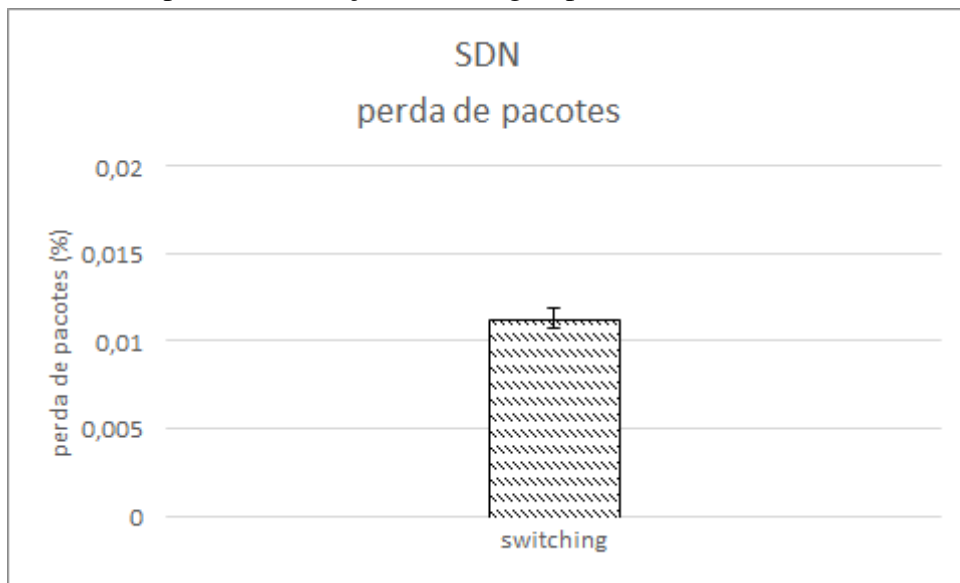 SDN
perda de pacotes
perda de pacotes (%)
0,02
0,015
0,01
0,005
0
switching